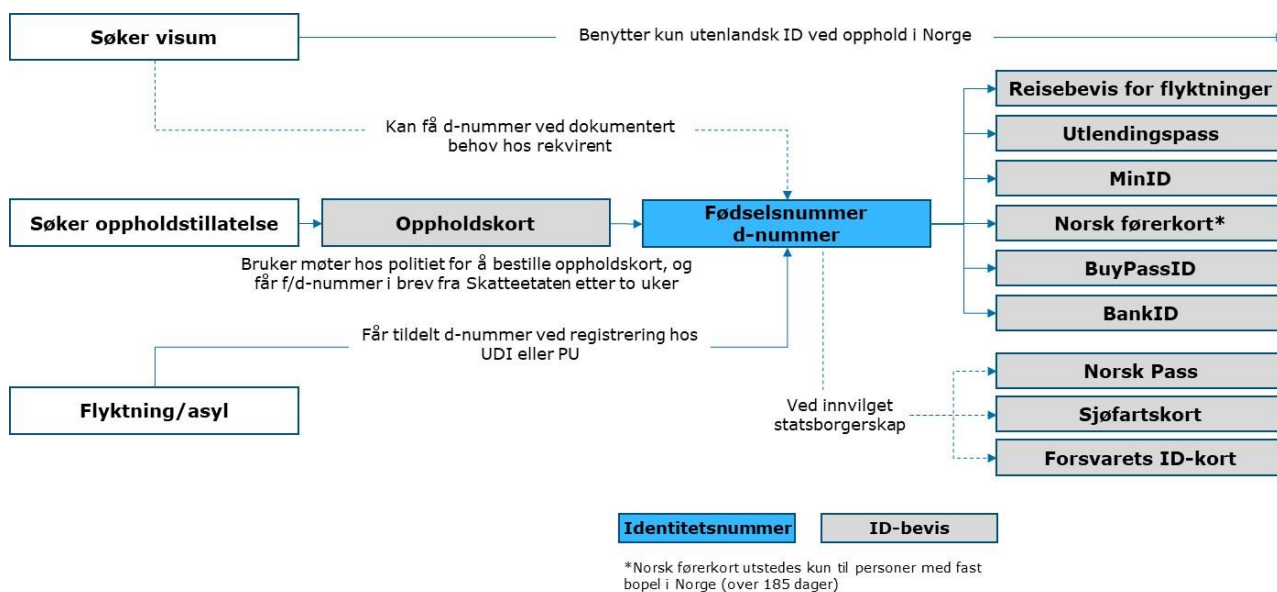 Søker visum
Benytter kun utenlandsk ID ved opphold i Norge
Reisebevis for flyktninger
Kan få d-nummer ved dokumentert
behov hos rekvirent
Utlendingspass
MinID
Søker oppholdstillatelse
Oppholdskort
Fødselsnummer
d-nummer
Norsk førerkort*
Bruker møter hos politiet for å bestille oppholdskort, og
får f/d-nummer i brev fra Skatteetaten etter to uker
BuyPassID
BankID
Får tildelt d-nummer ved registrering hos
UDI eller PU
Flyktning/asyl
Ved innvilget
statsborgerskap
Norsk Pass
Sjøfartskort
Forsvarets ID-kort
Identitetsnummer
ID-bevis
*Norsk førerkort utstedes kun til personer med fast
bopel i Norge (over 185 dager)